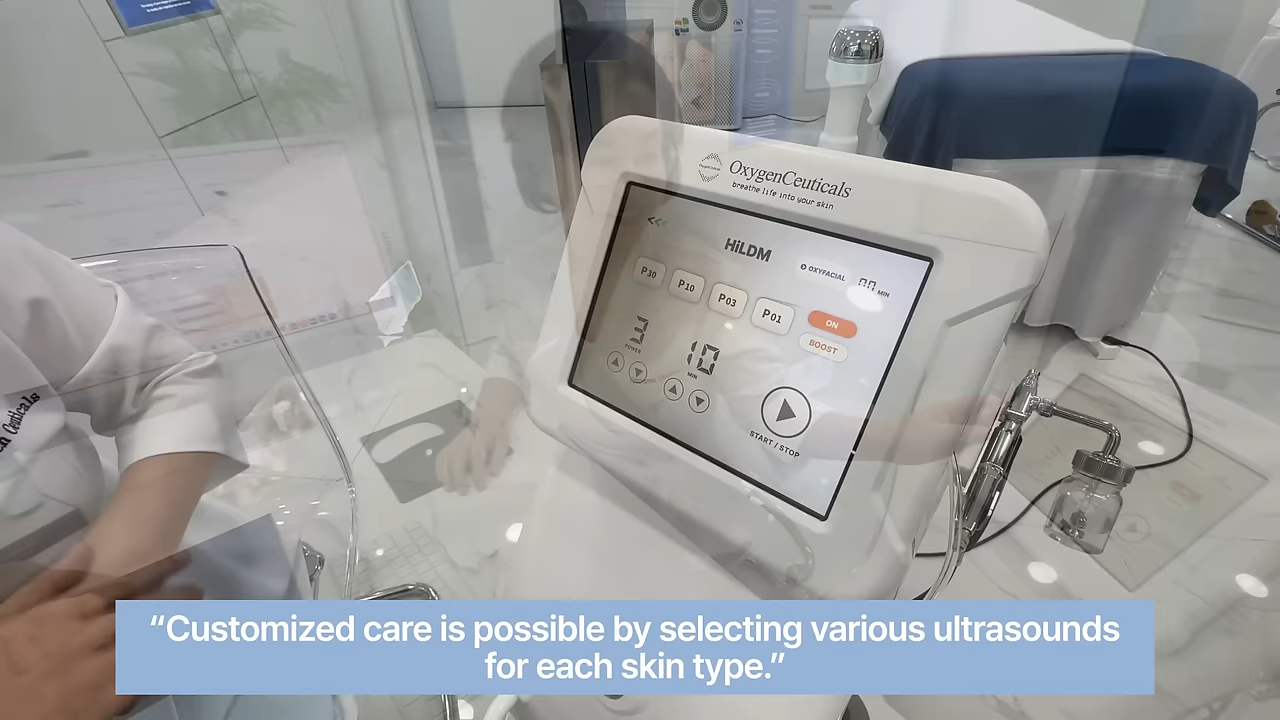 OxygenCeuticals
breathe life into your skin
<<<
HiLDM
OXYFACIAL
MIN
P30
P10
P03
P01
ON
BOOST
3
POWER
10
MIN
START / STOP
Ceuticals
“Customized care is possible by selecting various ultrasounds
for each skin type.”